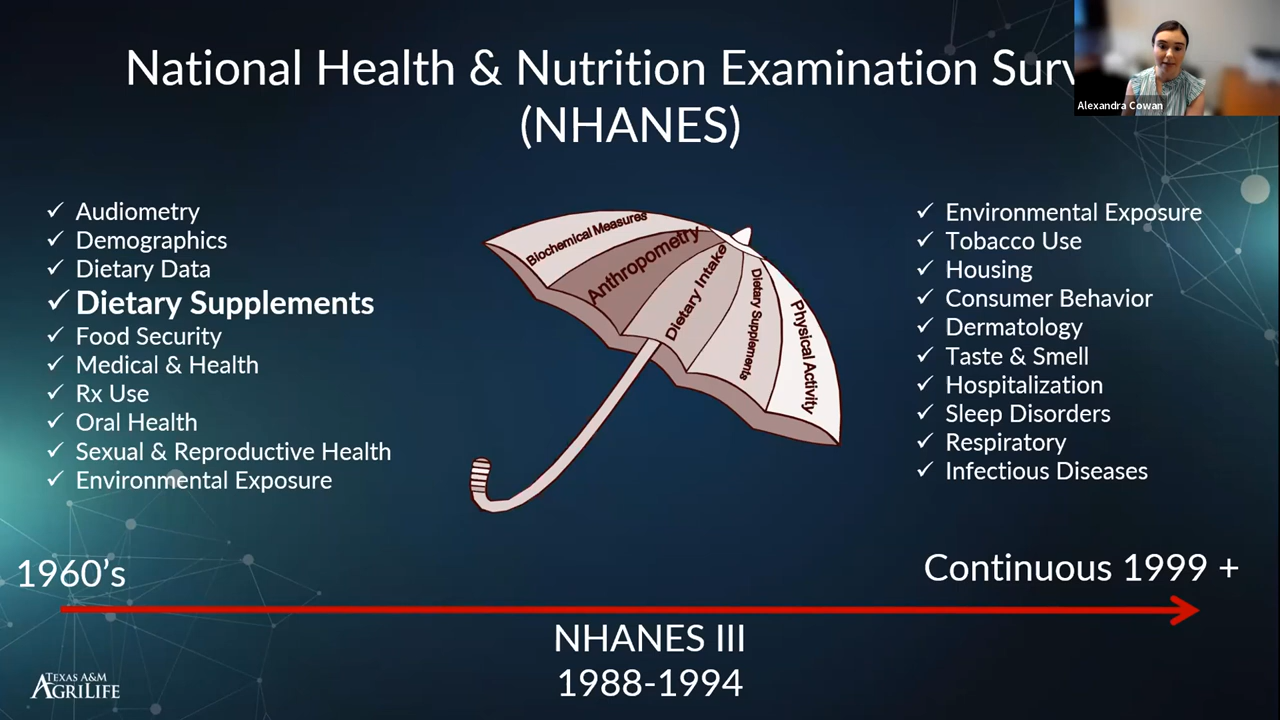 National Health & Nutrition Examination Surv
(NHANES)
Alexandra Cowan
Audiometry
Demographics
Dietary Data
Dietary Supplements
Food Security
Medical & Health
Rx Use
Oral Health
Sexual & Reproductive Health
Environmental Exposure
Biochemical Measures
Anthropometry
Dietary Intake
Dietary Supplements
Physical Activity
Environmental Exposure
Tobacco Use
Housing
Consumer Behavior
Dermatology
Taste & Smell
Hospitalization
Sleep Disorders
Respiratory
Infectious Diseases
1960's
Continuous 1999 +
NHANES III
1988-1994
TEXAS A&M
AGRILIFE